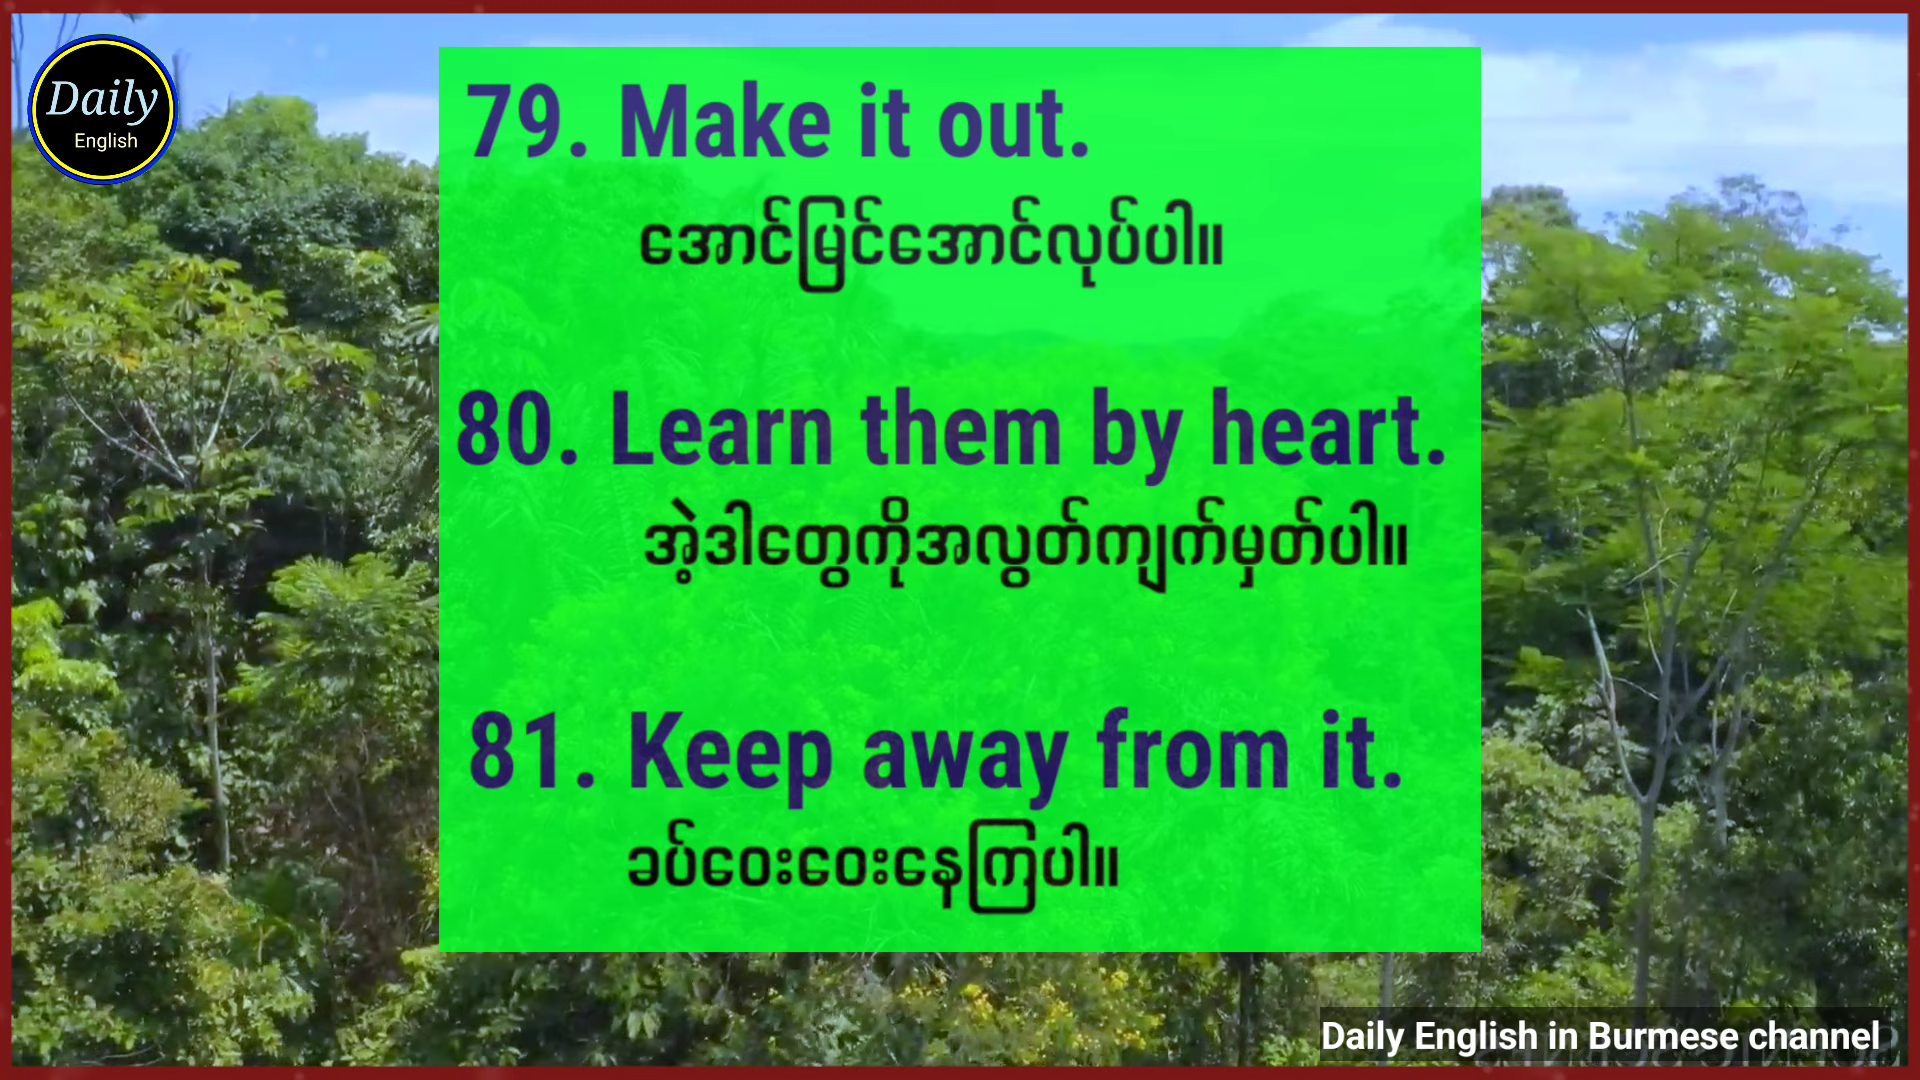 Daily
English
79. Make it out.
အောင်မြင်အောင်လုပ်ပါ။
80. Learn them by heart.
အဲ့ဒါတွေကိုအလွတ်ကျက်မှတ်ပါ။
81. Keep away from it.
ခပ်ဝေးဝေးနေကြပါ။
Daily English in Burmese channel